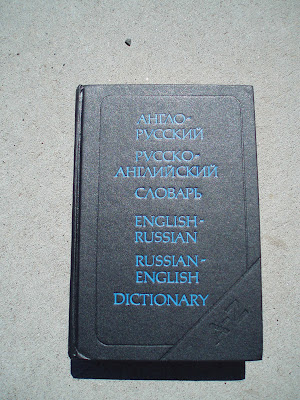 АНГЛО-
РУССКИЙ
РУССКО-
АНГЛИЙСКИЙ
СЛОВАРЬ
ENGLISH-
RUSSIAN
RUSSIAN-
ENGLISH
DICTIONARY